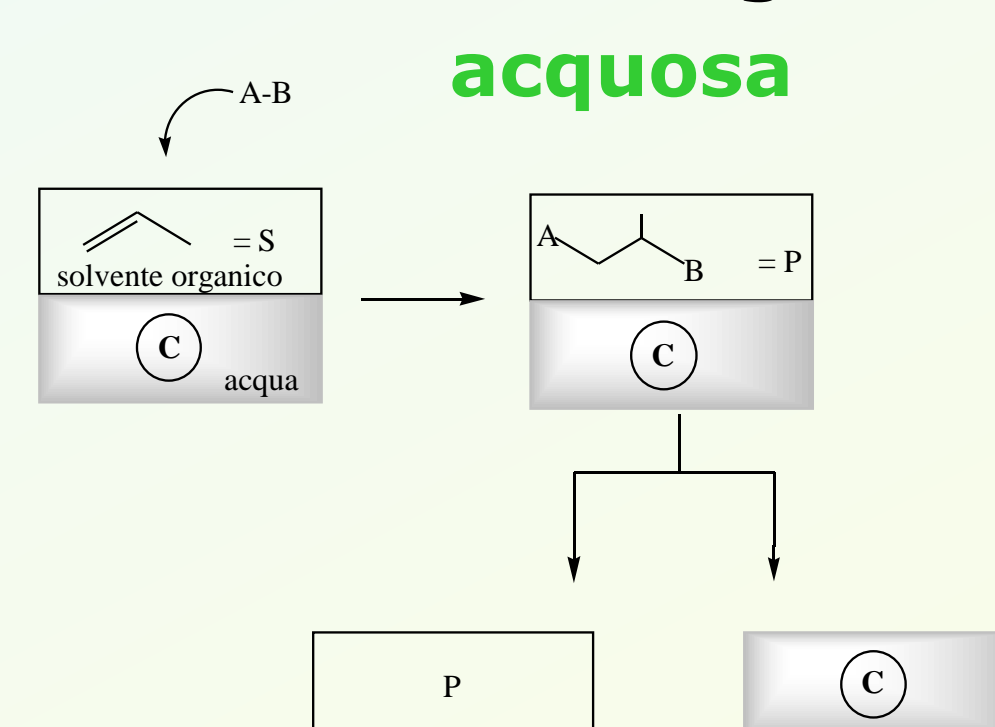 acquosa
A-B
= S
solvente organico
C
acqua
A
B
= P
C
P
C